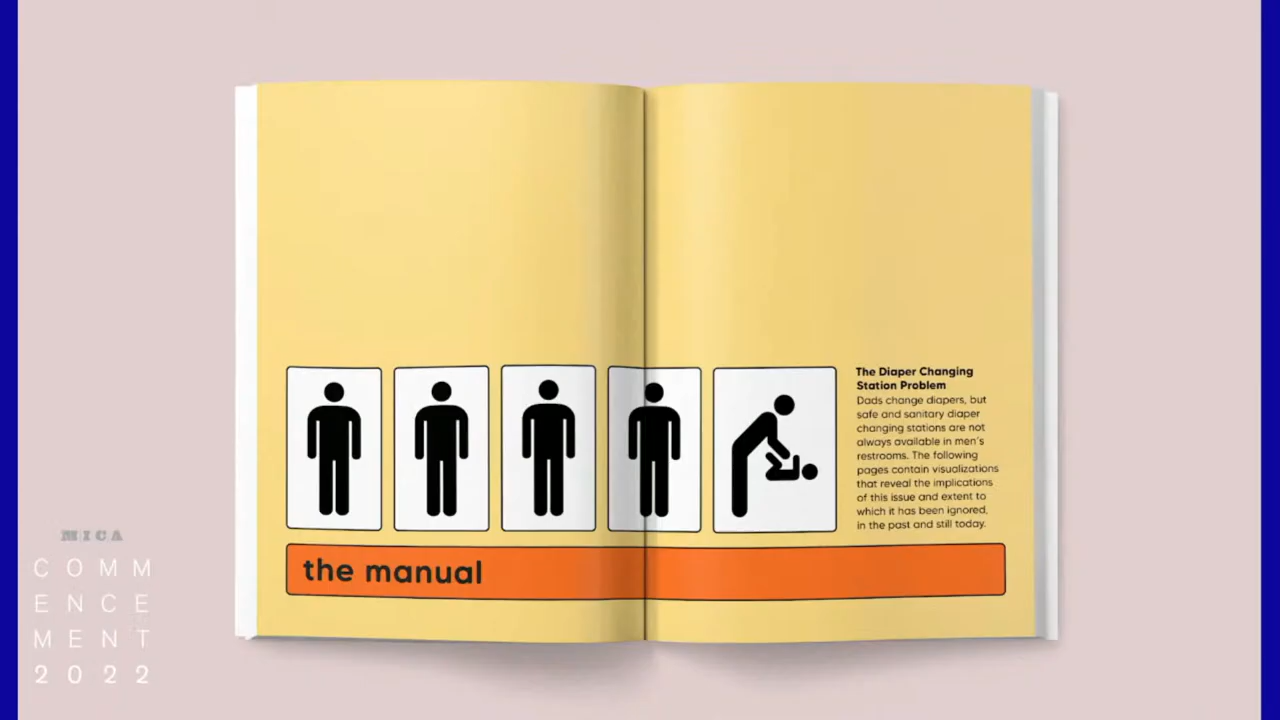 The Diaper Changing
Station Problem
Dads change diapers, but
safe and sanitary diaper
changing stations are not
always available in men's
restrooms. The following
pages contain visualizations
that reveal the implications
of this issue and extent to
which it has been ignored,
in the past and still today.
the manual
MICA
COMM
ENCE
MENT
2022